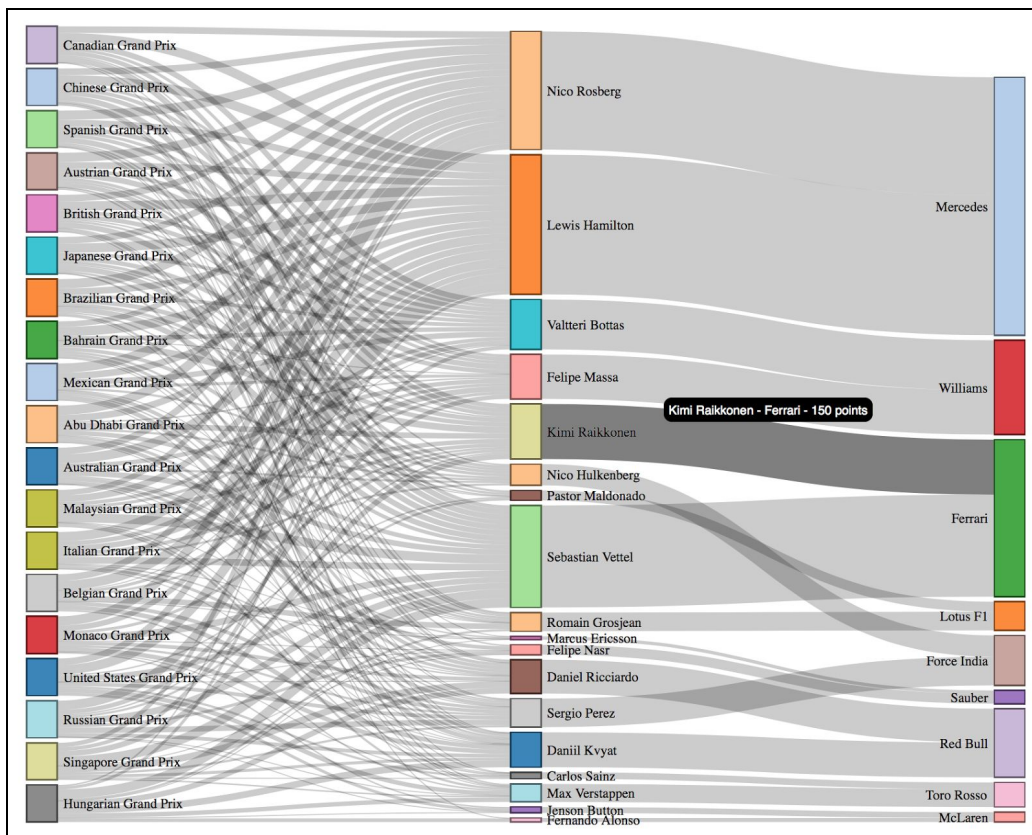 Canadian Grand Prix
Chinese Grand Prix
Spanish Grand Prix
Austrian Grand Prix
British Grand Prix
Japanese Grand Prix
Brazilian Grand Prix
Bahrain Grand Prix
Mexican Grand Prix
Abu Dhabi Grand Prix
Australian Grand Prix
Malaysian Grand Prix
Italian Grand Prix
Belgian Grand Prix
Monaco Grand Prix
United States Grand Prix
Russian Grand Prix
Singapore Grand Prix
Hungarian Grand Prix
Nico Rosberg
Lewis Hamilton
Valtteri Bottas
Felipe Massa
Kimi Raikkonen
Nico Hulkenberg
Pastor Maldonado
Sebastian Vettel
Romain Grosjean
Marcus Ericsson
Felipe Nasr
Daniel Ricciardo
Sergio Perez
Daniil Kvyat
Carlos Sainz
Max Verstappen
Jenson Button
Fernando Alonso
Kimi Raikkonen - Ferrari - 150 points
Mercedes
Williams
Ferrari
Lotus F1
Force India
Sauber
Red Bull
Toro Rosso
McLaren